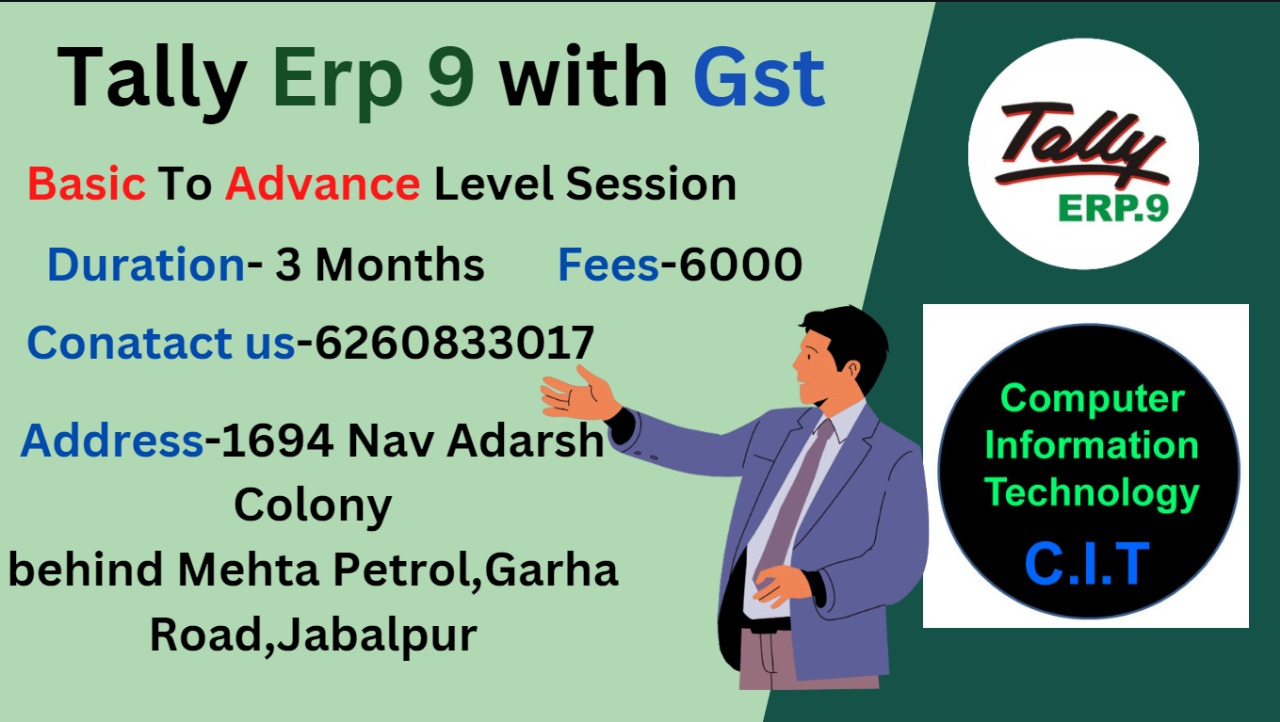 Tally Erp 9 with Gst
Basic To Advance Level Session
Duration- 3 Months Fees-6000
Conatact us-6260833017
Address-1694 Nav Adarsh
Colony
behind Mehta Petrol,Garha
Road,Jabalpur
Tally
ERP.9
Computer
Information
Technology
C.I.T